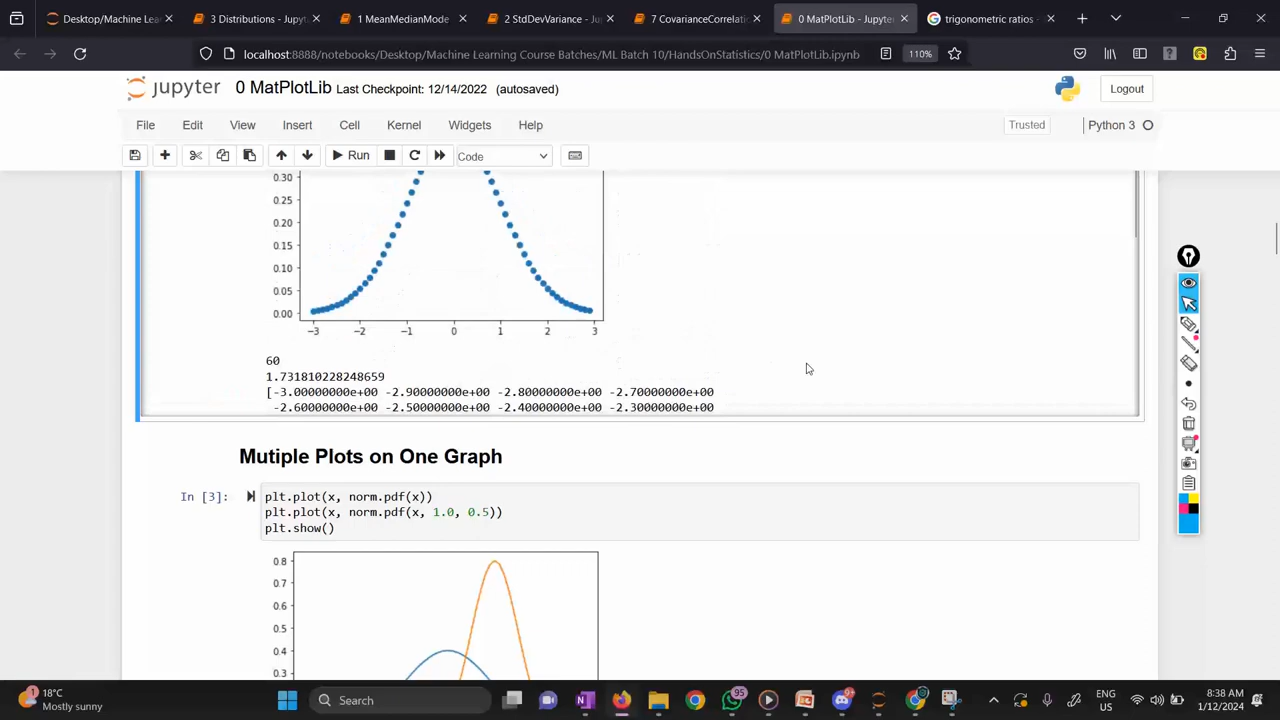 Desktop/Machine Lea
3 Distributions - Jupyt
1 MeanMedianMode
2 StdDevVariance - Ju
7 CovarianceCorrelati
0 MatPlotLib - Jupyter
trigonometric ratios -
localhost:8888/notebooks/Desktop/Machine Learning Course Batches/ML Batch 10/HandsOnStatistics/0 MatPlotLib.ipynb
110%
jupyter 0 MatPlotLib Last Checkpoint: 12/14/2022 (autosaved)
Logout
File Edit View Insert Cell Kernel Widgets Help
Trusted
Python 3
Run
Code
0.30
0.25
0.20
0.15
0.10
0.05
0.00
−3 −2 −1 0 1 2 3
60
1.731810228248659
[-3.00000000e+00 -2.90000000e+00 -2.80000000e+00 -2.70000000e+00
-2.60000000e+00 -2.50000000e+00 -2.40000000e+00 -2.30000000e+00
Mutiple Plots on One Graph
In [3]:
plt.plot(x, norm.pdf(x))
plt.plot(x, norm.pdf(x, 1.0, 0.5))
plt.show()
0.8
0.7
0.6
0.5
0.4
0.3
18°C
Mostly sunny
Search
95
9+
ENG
US
8:38 AM
1/12/2024